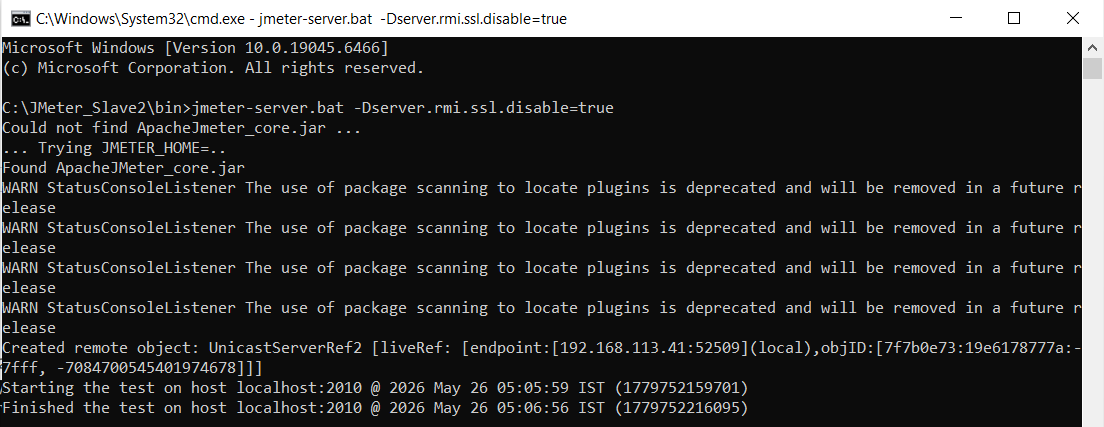 C:\Windows\System32\cmd.exe - jmeter-server.bat  -Dserver.rmi.ssl.disable=true
Microsoft Windows [Version 10.0.19045.6466]
(c) Microsoft Corporation. All rights reserved.
C:\JMeter_Slave2\bin>jmeter-server.bat -Dserver.rmi.ssl.disable=true
Could not find ApacheJmeter_core.jar ...
... Trying JMETER_HOME=..
Found ApacheJMeter_core.jar
WARN StatusConsoleListener The use of package scanning to locate plugins is deprecated and will be removed in a future r
elease
WARN StatusConsoleListener The use of package scanning to locate plugins is deprecated and will be removed in a future r
elease
WARN StatusConsoleListener The use of package scanning to locate plugins is deprecated and will be removed in a future r
elease
WARN StatusConsoleListener The use of package scanning to locate plugins is deprecated and will be removed in a future r
elease
Created remote object: UnicastServerRef2 [liveRef: [endpoint:[192.168.113.41:52509](local),objID:[7f7b0e73:19e6178777a:-
7fff, -7084700545401974678]]]
Starting the test on host localhost:2010 @ 2026 May 26 05:05:59 IST (1779752159701)
Finished the test on host localhost:2010 @ 2026 May 26 05:06:56 IST (1779752216095)